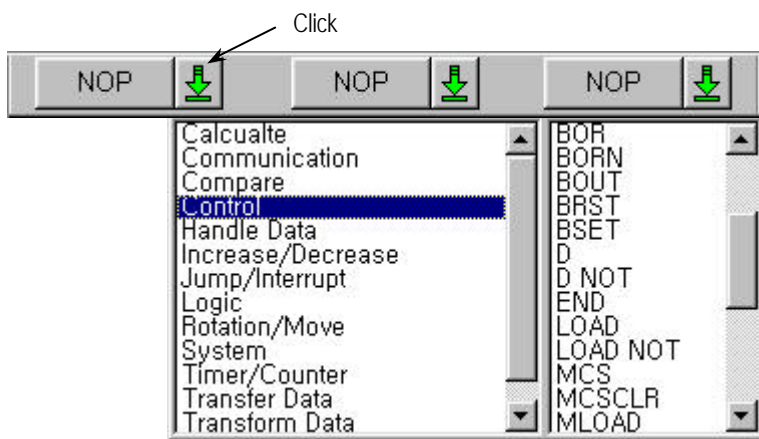 Click
NOP
NOP
NOP
Calcualte
Communication
Compare
Control
Handle Data
Increase/Decrease
Jump/Interrupt
Logic
Rotation/Move
System
Timer/Counter
Transfer Data
Transform Data
BOR
BORN
BOUT
BRST
BSET
D
D NOT
END
LOAD
LOAD NOT
MCS
MCSCLR
MLOAD